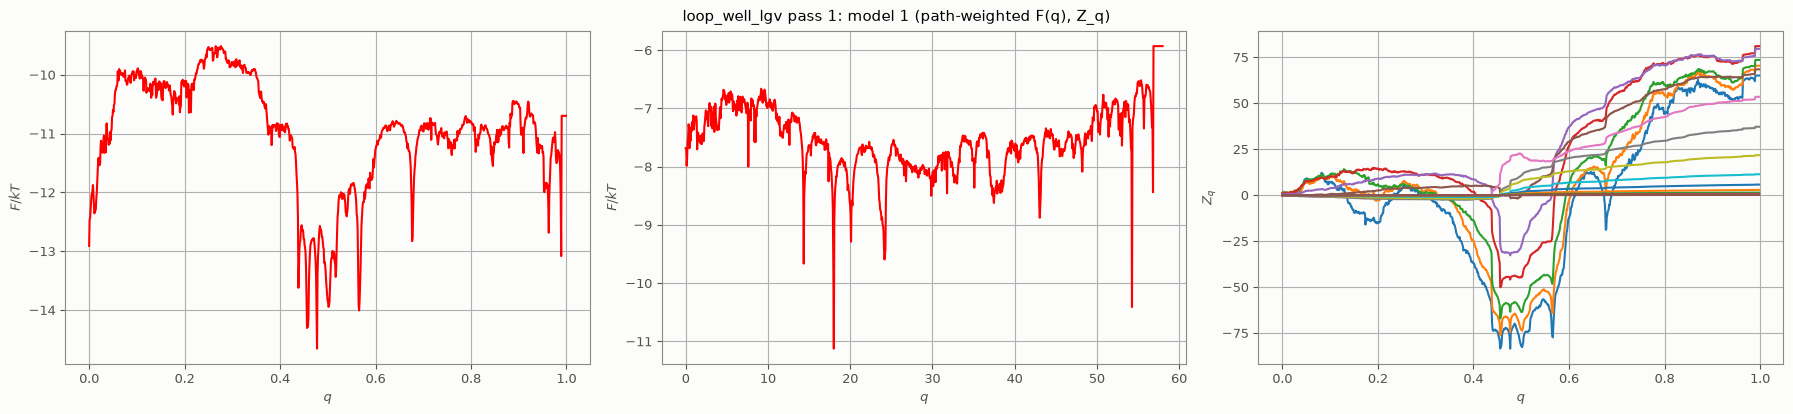 loop_well_lgv pass 1: model 1 (path-weighted F(q), Z_q)
F/kT
−10
−11
−12
−13
−14
0.0 0.2 0.4 0.6 0.8 1.0
q
F/kT
−6
−7
−8
−9
−10
−11
0 10 20 30 40 50 60
q
Z_q
75
50
25
0
−25
−50
−75
0.0 0.2 0.4 0.6 0.8 1.0
q